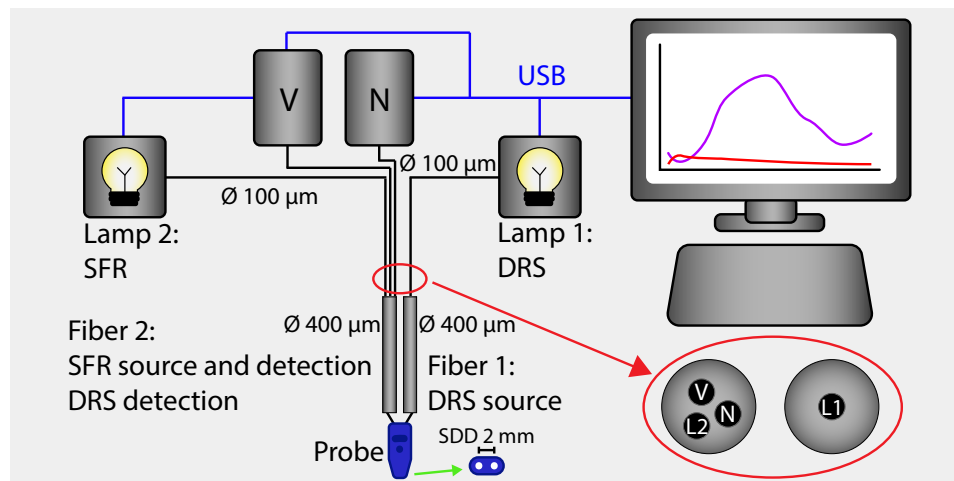 V
N
USB
Ø 100 µm
Ø 100 µm
Lamp 2:
SFR
Lamp 1:
DRS
Fiber 2:
SFR source and detection
DRS detection
Ø 400 µm
Ø 400 µm
Fiber 1:
DRS source
Probe
SDD 2 mm
V
N
L2
L1